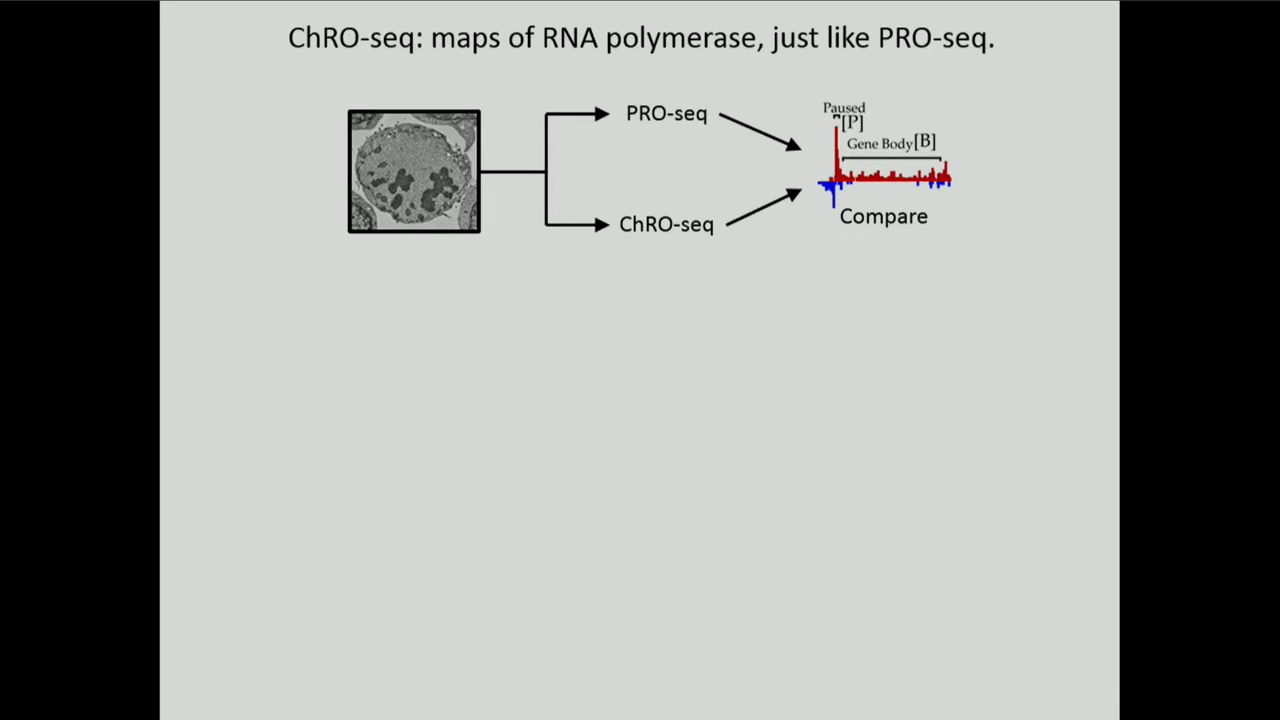 ChRO-seq: maps of RNA polymerase, just like PRO-seq.
PRO-seq
Paused
[P]
Gene Body[B]
ChRO-seq
Compare